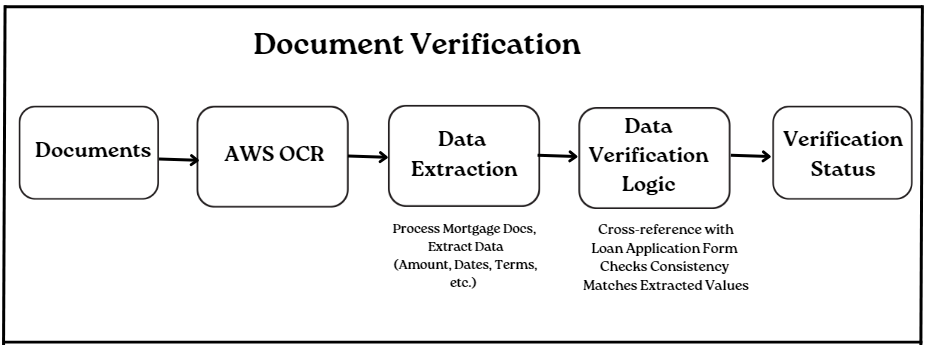 Document Verification
Documents
AWS OCR
Data
Extraction
Data
Verification
Logic
Verification
Status
Process Mortgage Docs,
Extract Data
(Amount, Dates, Terms,
etc.)
Cross-reference with
Loan Application Form
Checks Consistency
Matches Extracted Values